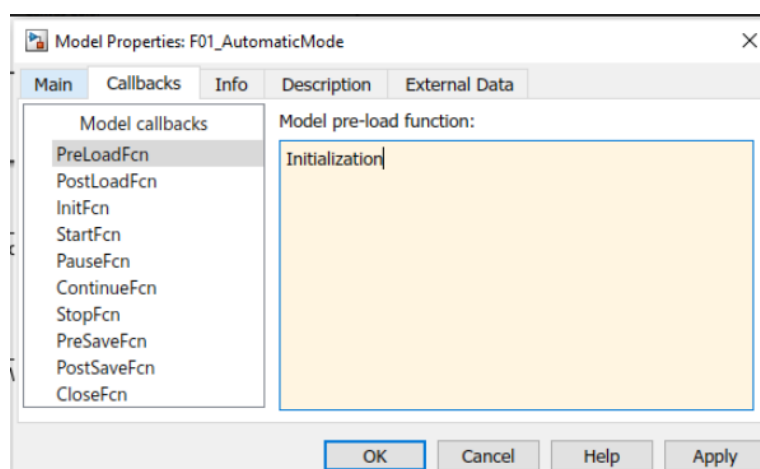 Model Properties: F01_AutomaticMode
Main Callbacks Info Description External Data
Model callbacks
PreLoadFcn
PostLoadFcn
InitFcn
StartFcn
PauseFcn
ContinueFcn
StopFcn
PreSaveFcn
PostSaveFcn
CloseFcn
Model pre-load function:
Initialization
OK Cancel Help Apply